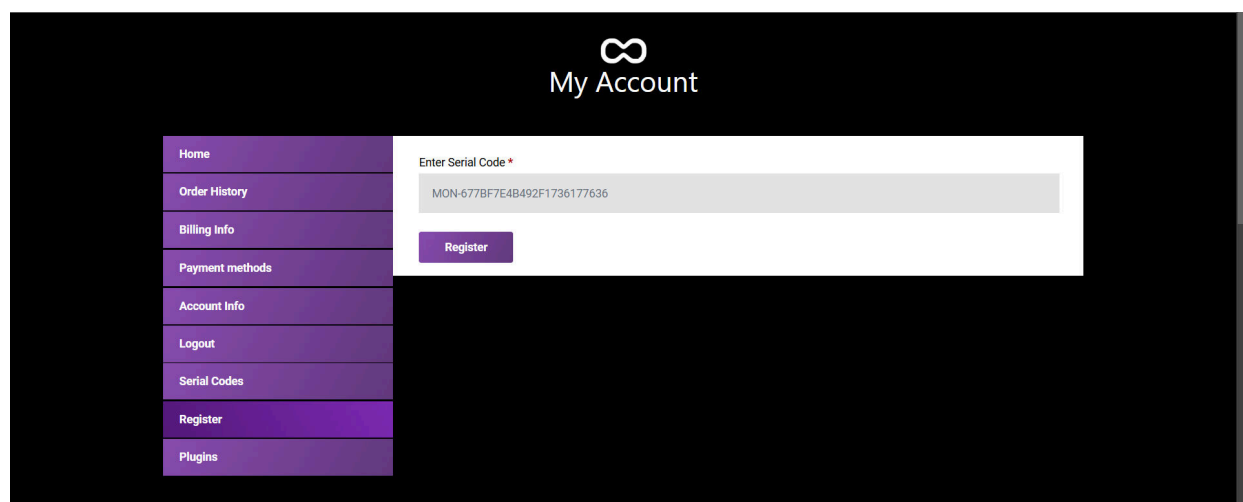 My Account
Home
Order History
Billing Info
Payment methods
Account Info
Logout
Serial Codes
Register
Plugins
Enter Serial Code *
MON-677BF7E4B492F1736177636
Register